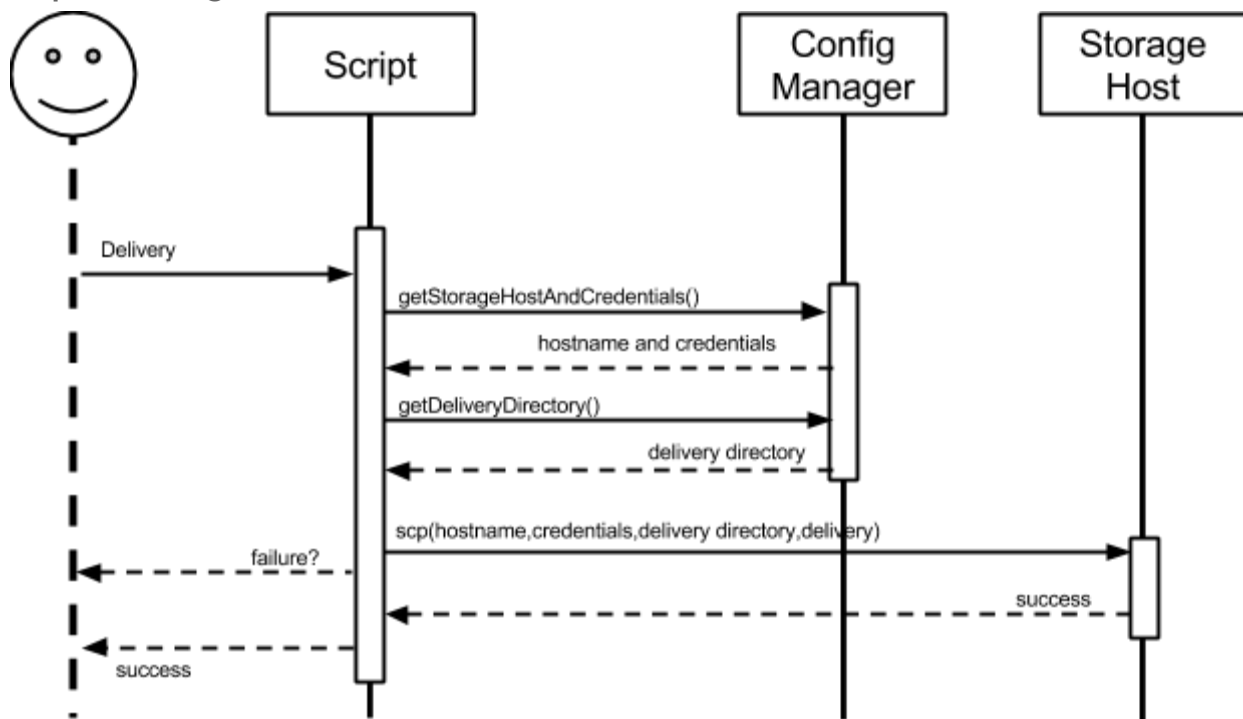 Script
Config
Manager
Storage
Host
Delivery
getStorageHostAndCredentials()
hostname and credentials
getDeliveryDirectory()
delivery directory
scp(hostname,credentials,delivery directory,delivery)
failure?
success
success